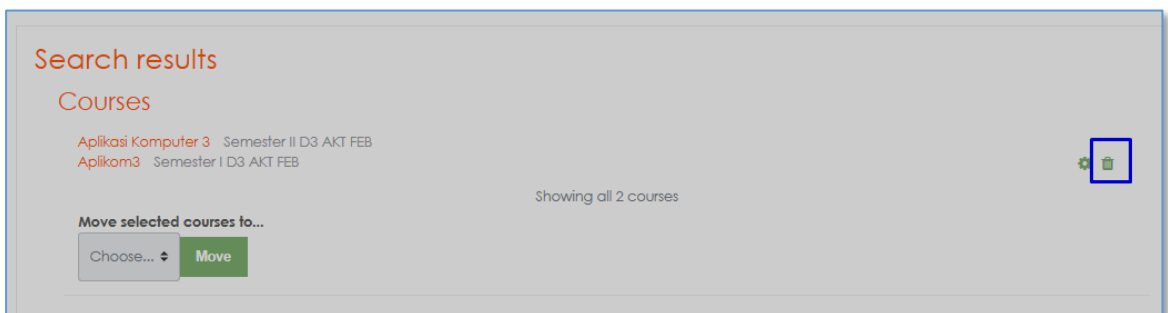 Search results
Courses
Aplikasi Komputer 3 Semester II D3 AKT FEB
Aplikom3 Semester I D3 AKT FEB
Showing all 2 courses
Move selected courses to...
Choose... Move